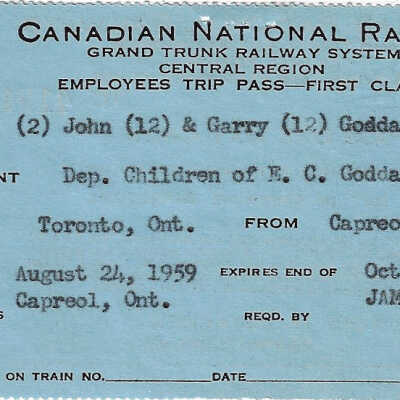 CANADIAN NATIONAL RA
GRAND TRUNK RAILWAY SYSTEM
CENTRAL REGION
EMPLOYEES TRIP PASS—FIRST CLA
(2) John (12) & Garry (12) Godda
NT Dep. Children of E. C. Godda
Toronto, Ont. FROM Capreo
August 24, 1959 EXPIRES END OF Oct
Capreol, Ont. JAM
S REQD. BY
ON TRAIN NO. DATE